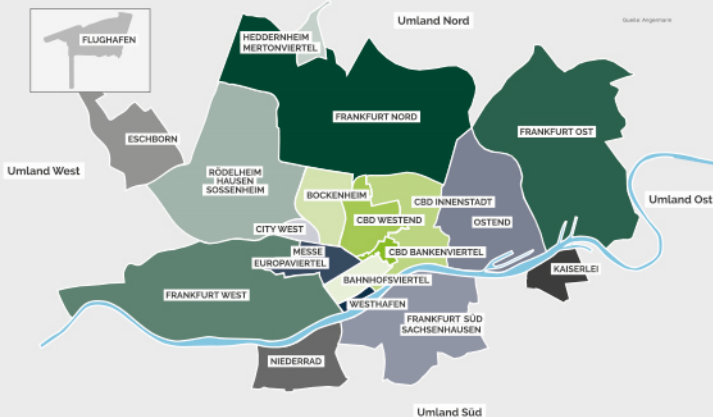 Umland Nord
Quelle: Angermann
FLUGHAFEN
HEDDERNHEIM
MERTONVIERTEL
FRANKFURT NORD
FRANKFURT OST
ESCHBORN
Umland West
RÖDELHEIM
HAUSEN
SOSSENHEIM
BOCKENHEIM
CBD INNENSTADT
Umland Ost
CBD WESTEND
OSTEND
CITY WEST
MESSE
EUROPAVIERTEL
CBD BANKENVIERTEL
KAISERLEI
BAHNHOFSVIERTEL
FRANKFURT WEST
WESTHAFEN
FRANKFURT SÜD
SACHSENHAUSEN
NIEDERRAD
Umland Süd